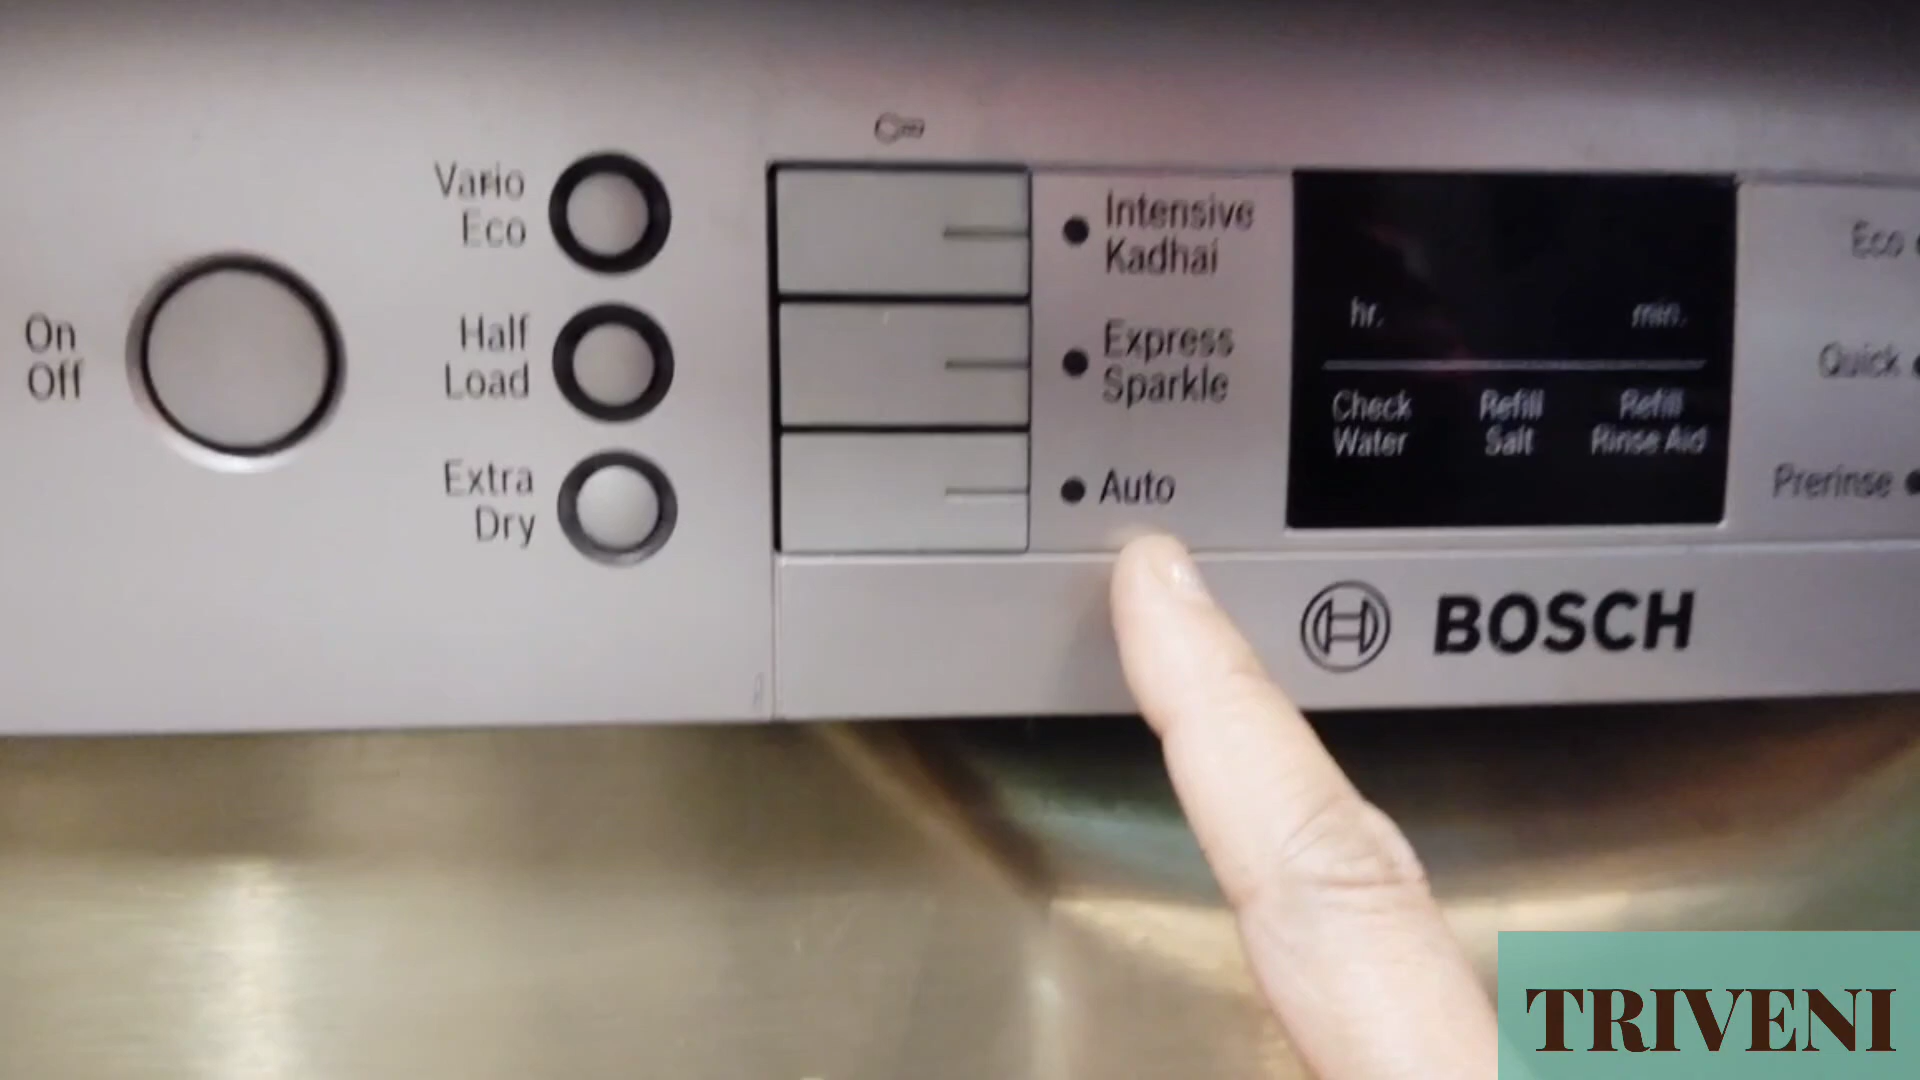 On
Off
Vario
Eco
Half
Load
Extra
Dry
Intensive
Kadhai
Express
Sparkle
Auto
hr.
min.
Check
Water
Refill
Salt
Refill
Rinse Aid
Eco
Quick
Prerinse
BOSCH
TRIVENI